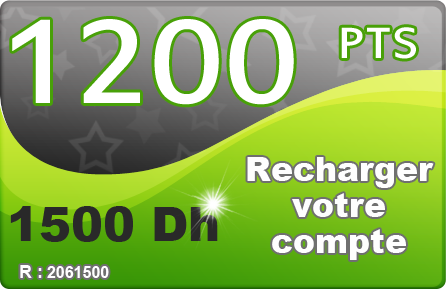 1200 PTS
Recharger
votre
1500 Dh
compte
R : 2061500